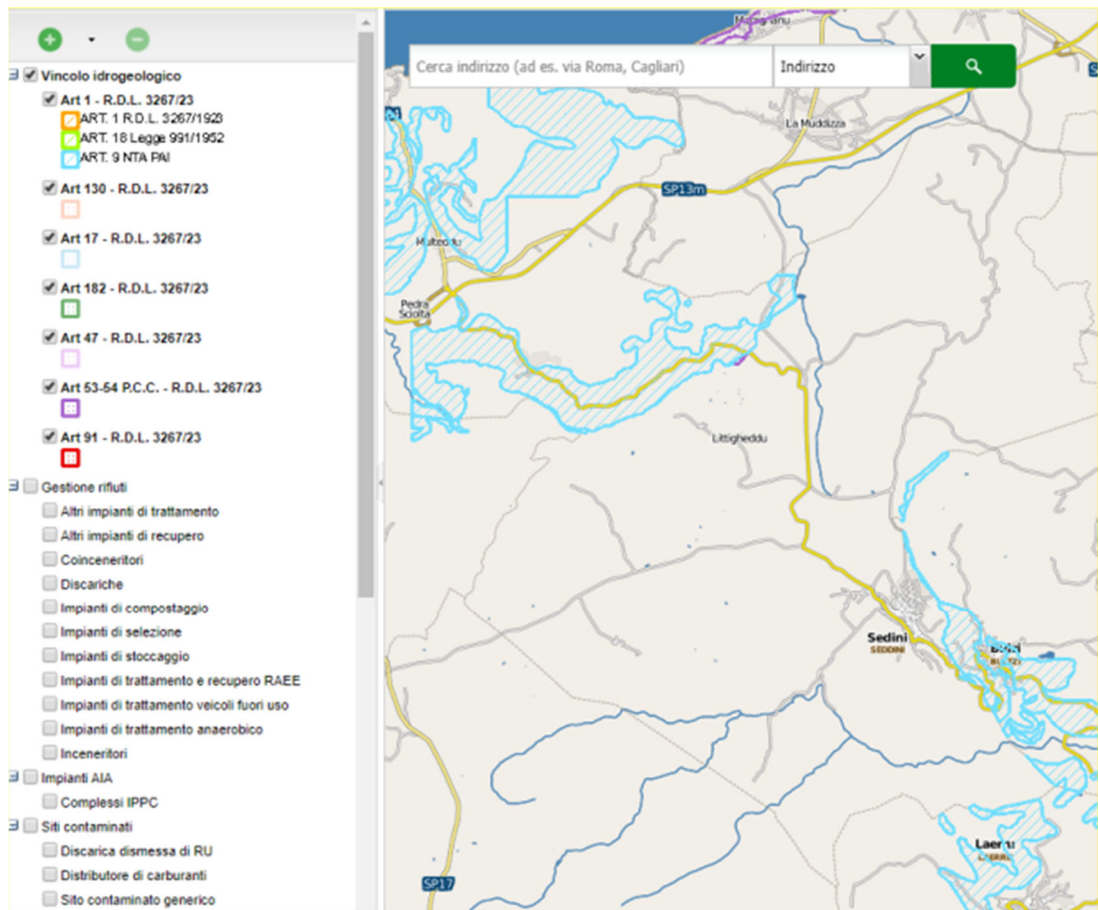 Vincolo idrogeologico
Art 1 - R.D.L. 3267/23
ART. 1 R.D.L. 3267/1923
ART. 18 Legge 991/1952
ART. 9 NTA PAI
Art 130 - R.D.L. 3267/23
Art 17 - R.D.L. 3267/23
Art 182 - R.D.L. 3267/23
Art 47 - R.D.L. 3267/23
Art 53-54 P.C.C. - R.D.L. 3267/23
Art 91 - R.D.L. 3267/23
Gestione rifiuti
Altri impianti di trattamento
Altri impianti di recupero
Coinceneritori
Discariche
Impianti di compostaggio
Impianti di selezione
Impianti di stoccaggio
Impianti di trattamento e recupero RAEE
Impianti di trattamento veicoli fuori uso
Impianti di trattamento anaerobico
Inceneritori
Impianti AIA
Complessi IPPC
Siti contaminati
Discarica dismessa di RU
Distributore di carburanti
Sito contaminato generico
Cerca indirizzo (ad es. via Roma, Cagliari)
Indirizzo
La Muddizza
SP13m
Multeddu
Pedra
Sciolta
Littigheddu
Sedini
SEDDINI
Laerru
SP17